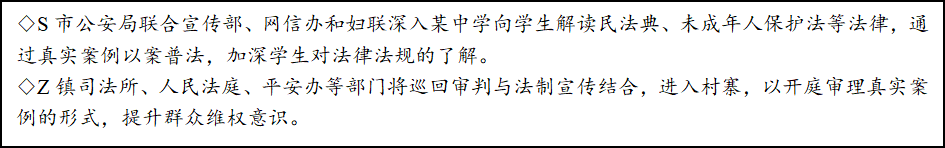 ◇S 市公安局联合宣传部、网信办和妇联深入某中学向学生解读民法典、未成年人保护法等法律，通
过真实案例以案普法，加深学生对法律法规的了解。
◇Z 镇司法所、人民法庭、平安办等部门将巡回审判与法制宣传结合，进入村寨，以开庭审理真实案
例的形式，提升群众维权意识。